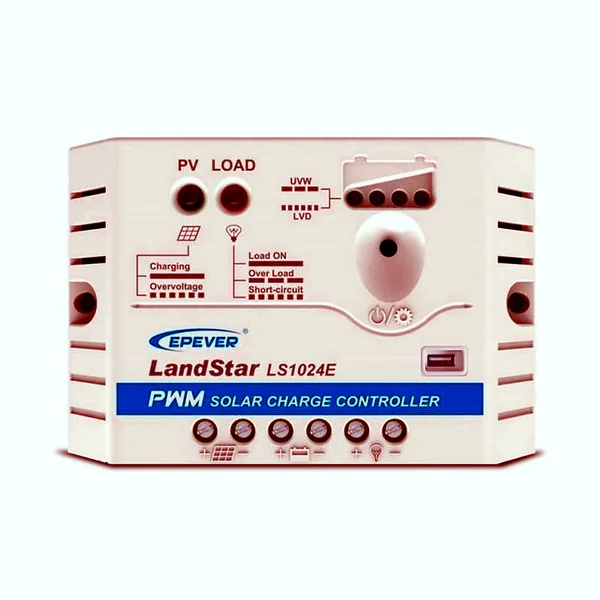 PV LOAD
UVW
LVD
Charging
Overvoltage
Load ON
Over Load
Short-circuit
EPEVER®
LandStar LS1024E
PWM SOLAR CHARGE CONTROLLER
+ - + - + -